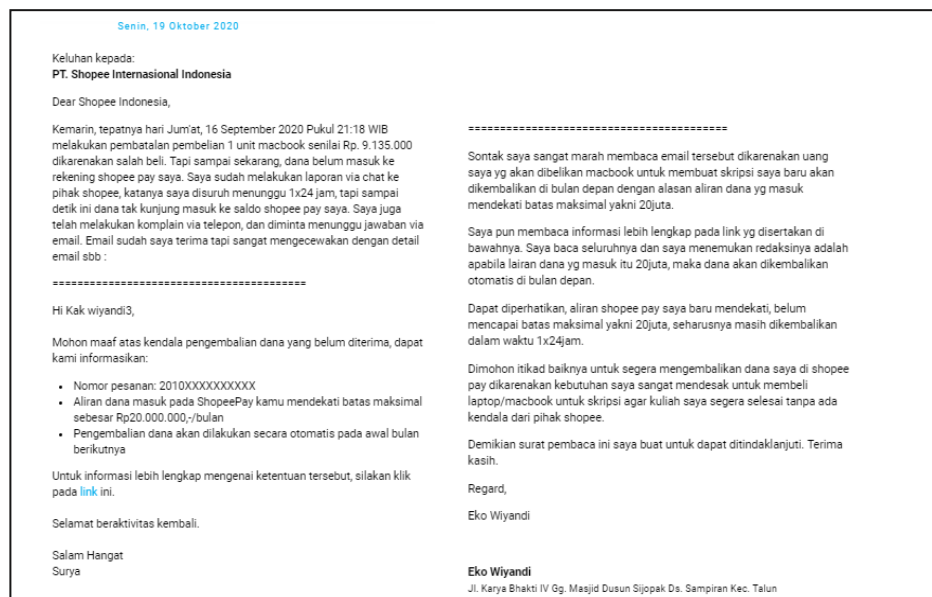 Senin, 19 Oktober 2020
Keluhan kepada:
PT. Shopee Internasional Indonesia
Dear Shopee Indonesia,
Kemarin, tepatnya hari Jum'at, 16 September 2020 Pukul 21:18 WIB
melakukan pembatalan pembelian 1 unit macbook senilai Rp. 9.135.000
dikarenakan salah beli. Tapi sampai sekarang, dana belum masuk ke
rekening shopee pay saya. Saya sudah melakukan laporan via chat ke
pihak shopee, katanya saya disuruh menunggu 1x24 jam, tapi sampai
detik ini dana tak kunjung masuk ke saldo shopee pay saya. Saya juga
telah melakukan komplain via telepon, dan diminta menunggu jawaban via
email. Email sudah saya terima tapi sangat mengecewakan dengan detail
email sbb :
=========================================
Hi Kak wiyandi3,
Mohon maaf atas kendala pengembalian dana yang belum diterima, dapat
kami informasikan:
• Nomor pesanan: 2010XXXXXXXXXX
• Aliran dana masuk pada ShopeePay kamu mendekati batas maksimal
sebesar Rp20.000.000,-/bulan
• Pengembalian dana akan dilakukan secara otomatis pada awal bulan
berikutnya
Untuk informasi lebih lengkap mengenai ketentuan tersebut, silakan klik
pada link ini.
Selamat beraktivitas kembali.
Salam Hangat
Surya
=========================================
Sontak saya sangat marah membaca email tersebut dikarenakan uang
saya yg akan dibelikan macbook untuk membuat skripsi saya baru akan
dikembalikan di bulan depan dengan alasan aliran dana yg masuk
mendekati batas maksimal yakni 20juta.
Saya pun membaca informasi lebih lengkap pada link yg disertakan di
bawahnya. Saya baca seluruhnya dan saya menemukan redaksinya adalah
apabila lairan dana yg masuk itu 20juta, maka dana akan dikembalikan
otomatis di bulan depan.
Dapat diperhatikan, aliran shopee pay saya baru mendekati, belum
mencapai batas maksimal yakni 20juta, seharusnya masih dikembalikan
dalam waktu 1x24jam.
Dimohon itikad baiknya untuk segera mengembalikan dana saya di shopee
pay dikarenakan kebutuhan saya sangat mendesak untuk membeli
laptop/macbook untuk skripsi agar kuliah saya segera selesai tanpa ada
kendala dari pihak shopee.
Demikian surat pembaca ini saya buat untuk dapat ditindaklanjuti. Terima
kasih.
Regard,
Eko Wiyandi
Eko Wiyandi
Jl. Karya Bhakti IV Gg. Masjid Dusun Sijopak Ds. Sampiran Kec. Talun